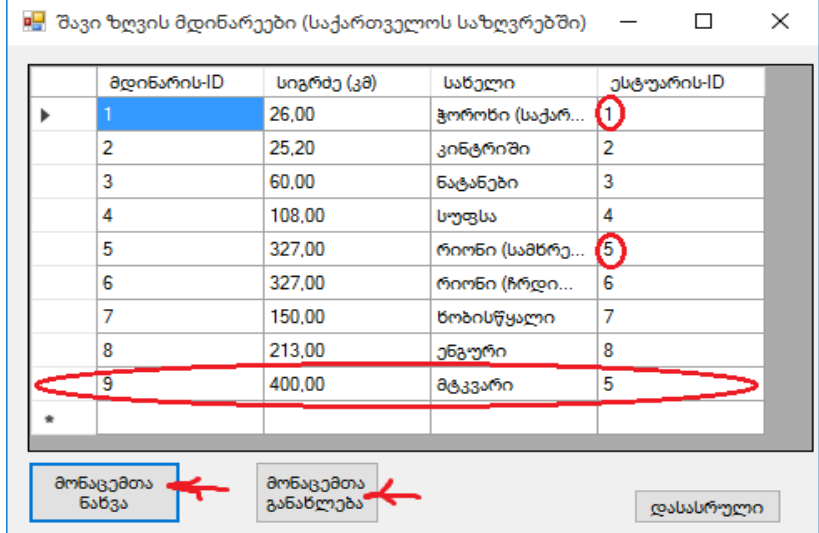 შავი ზღვის მდინარეები (საქართველოს საზღვრებში)
მდინარის-ID სიგრძე (კმ) სახელი ესტუარის-ID
1 26,00 ჭოროხი (საქარ... 1
2 25,20 კინტრიში 2
3 60,00 ნატანები 3
4 108,00 სუფსა 4
5 327,00 რიონი (სამხრე... 5
6 327,00 რიონი (ჩრდი... 6
7 150,00 ხობისწყალი 7
8 213,00 ენგური 8
9 400,00 მტკვარი 5
მონაცემთა
ნახვა
მონაცემთა
განახლება
დასასრული